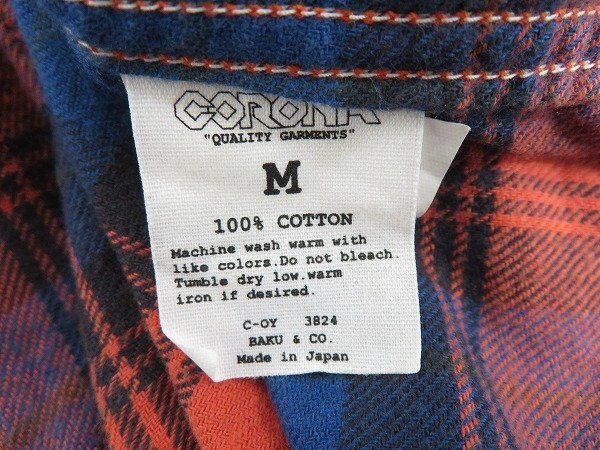 CORONA
"QUALITY GARMENTS"
M
100% COTTON
Machine wash warm with
like colors.Do not bleach.
Tumble dry low.warm
iron if desired.
C-OY 3824
BAKU & CO.
Made in Japan